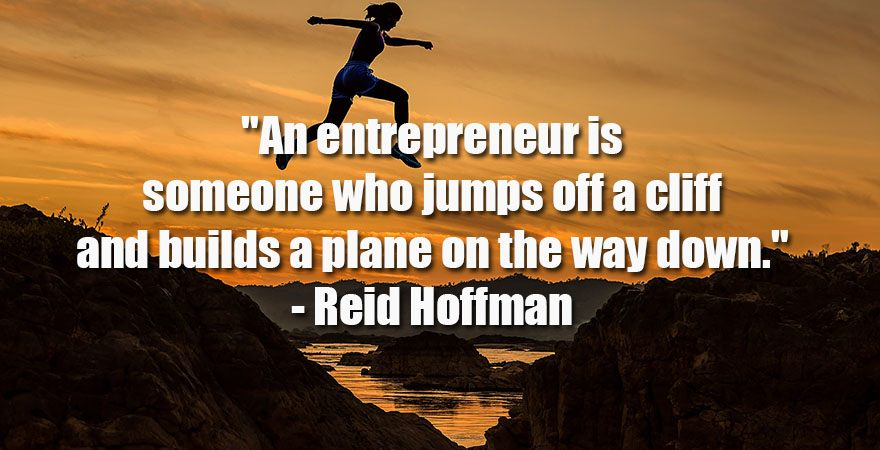 "An entrepreneur is
someone who jumps off a cliff
and builds a plane on the way down."
- Reid Hoffman